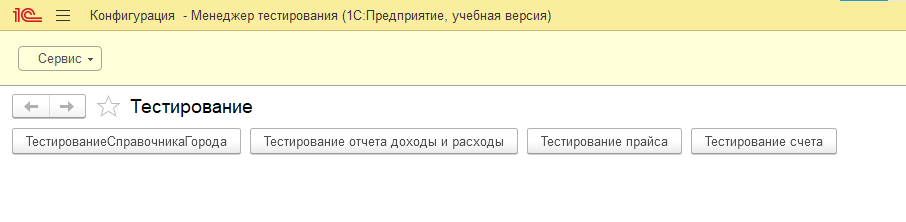 1С Конфигурация - Менеджер тестирования (1С:Предприятие, учебная версия)
Сервис
Тестирование
ТестированиеСправочникаГорода Тестирование отчета доходы и расходы Тестирование прайса Тестирование счета